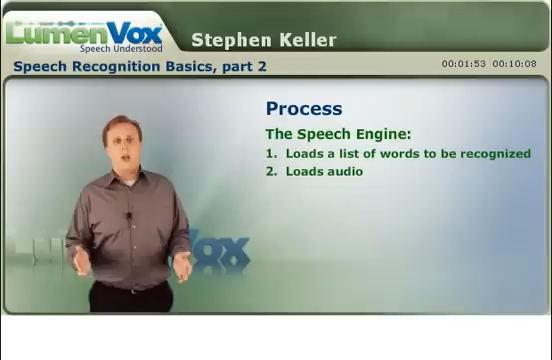 LumenVox
Speech Understood
Stephen Keller
Speech Recognition Basics, part 2
00:01:53 00:10:08
Process
The Speech Engine:
1. Loads a list of words to be recognized
2. Loads audio